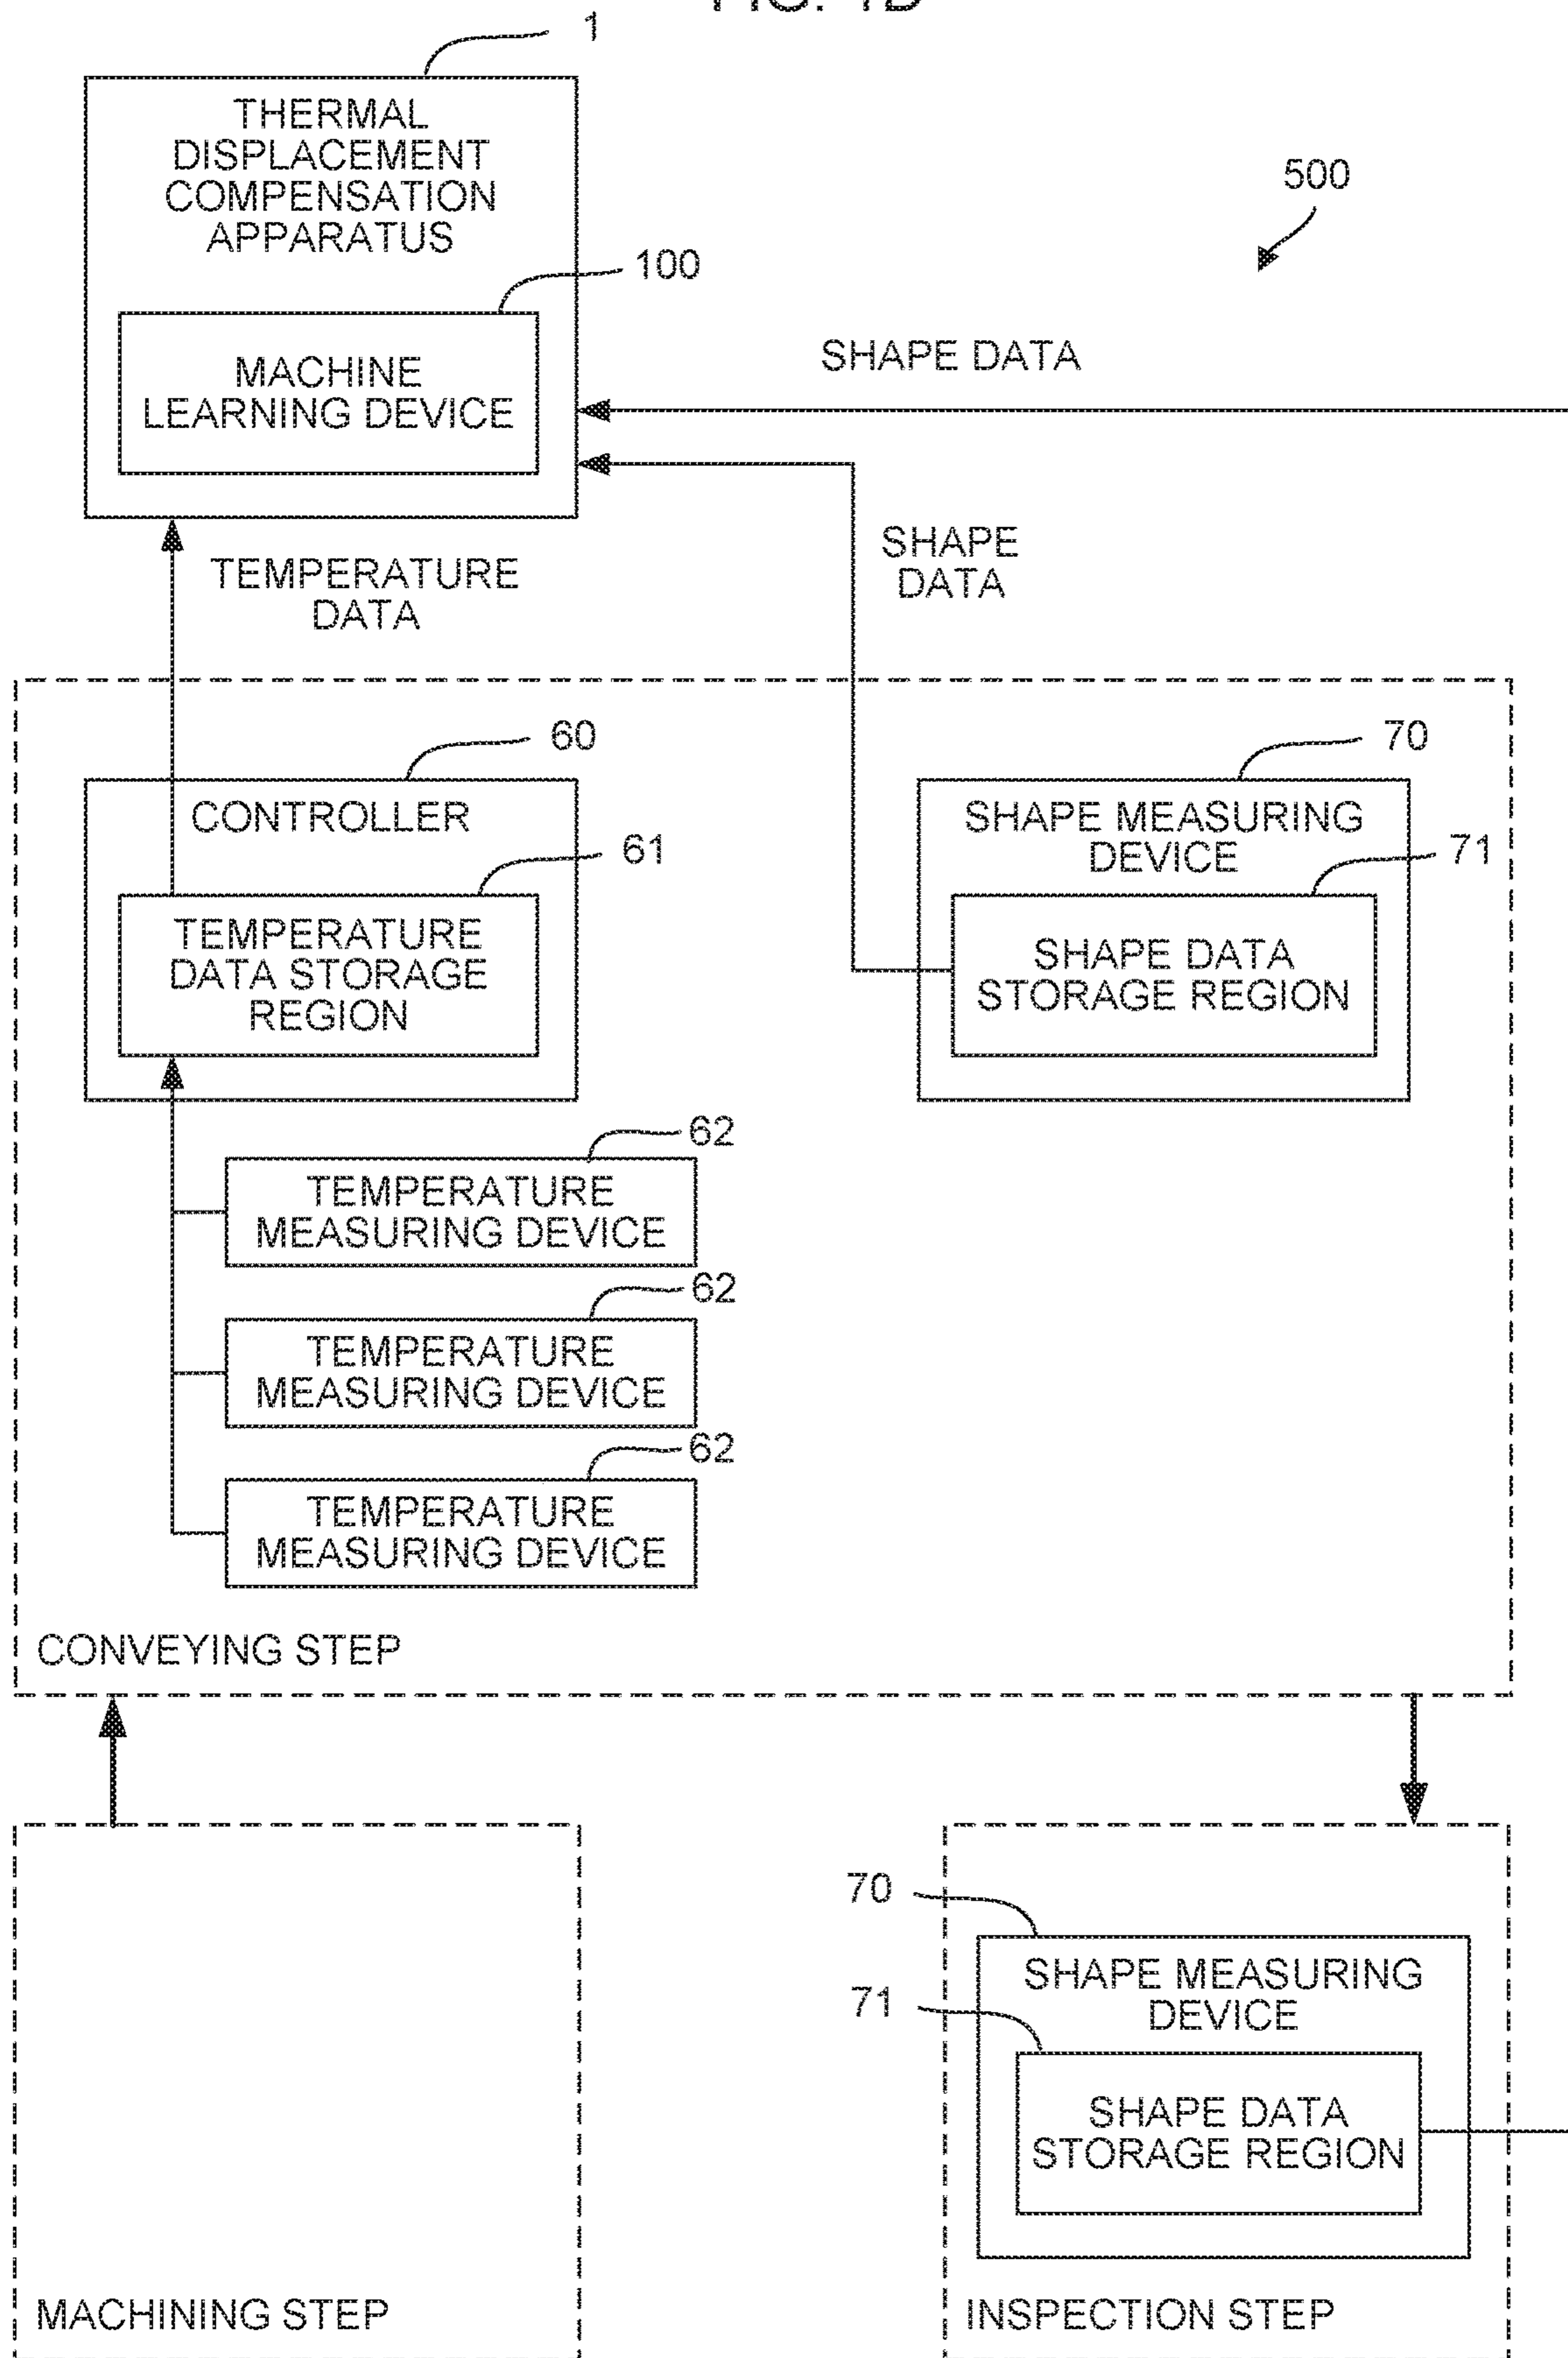 1
THERMAL
DISPLACEMENT
COMPENSATION
APPARATUS
500
100
MACHINE
LEARNING DEVICE
SHAPE DATA
SHAPE
DATA
TEMPERATURE
DATA
60
70
CONTROLLER
SHAPE MEASURING
DEVICE
61
71
TEMPERATURE
DATA STORAGE
REGION
SHAPE DATA
STORAGE REGION
62
TEMPERATURE
MEASURING DEVICE
62
TEMPERATURE
MEASURING DEVICE
62
TEMPERATURE
MEASURING DEVICE
CONVEYING STEP
70
SHAPE MEASURING
DEVICE
71
SHAPE DATA
STORAGE REGION
MACHINING STEP
INSPECTION STEP